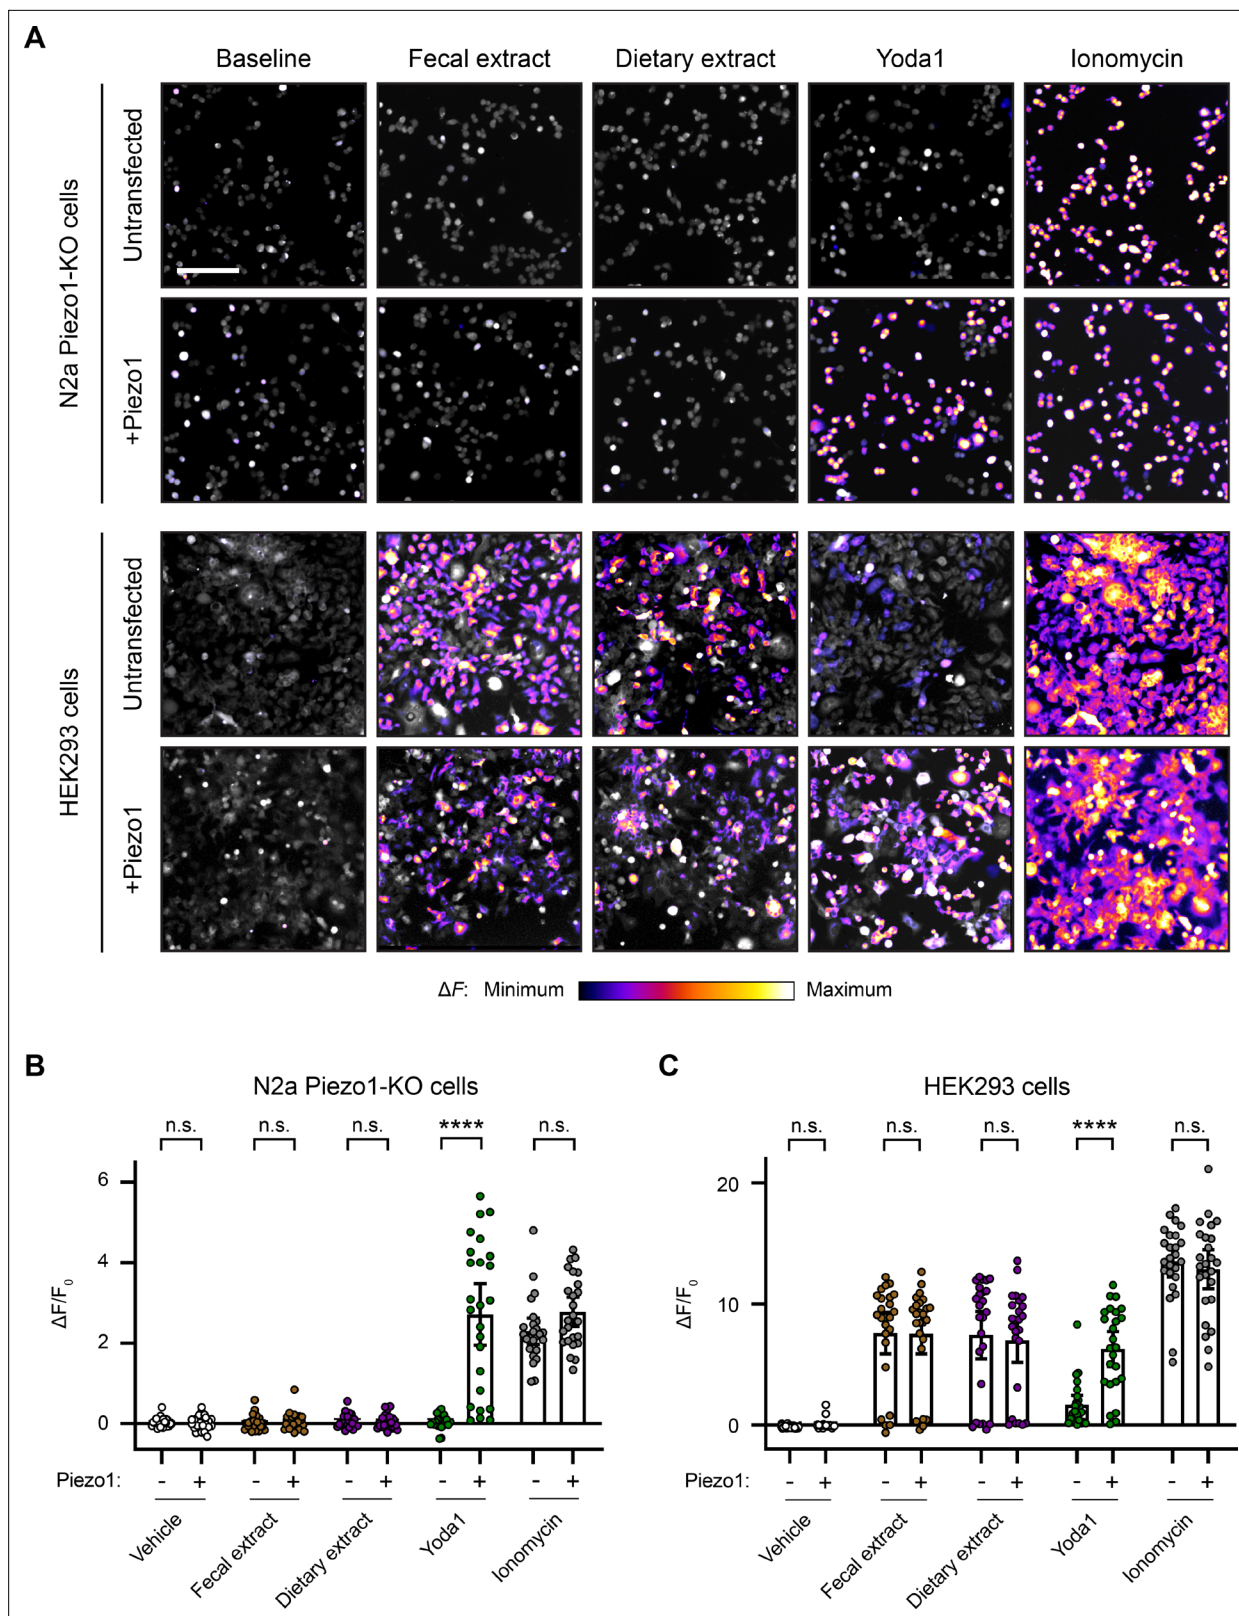 A
Baseline Fecal extract Dietary extract Yoda1 Ionomycin
N2a Piezo1-KO cells
Untransfected
+Piezo1
HEK293 cells
Untransfected
+Piezo1
ΔF: Minimum Maximum
B
N2a Piezo1-KO cells
n.s. n.s. n.s. **** n.s.
6
4
2
0
ΔF/F0
Piezo1: - + - + - + - + - +
Vehicle Fecal extract Dietary extract Yoda1 Ionomycin
C
HEK293 cells
n.s. n.s. n.s. **** n.s.
20
10
0
ΔF/F0
Piezo1: - + - + - + - + - +
Vehicle Fecal extract Dietary extract Yoda1 Ionomycin